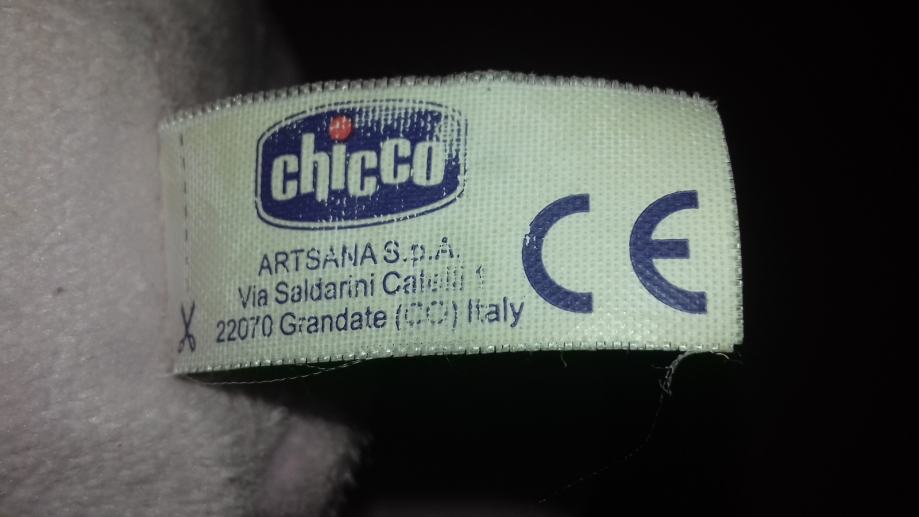 chicco
ARTSANA S.p.A.
Via Saldarini Catelli 1
22070 Grandate (CO) Italy
CE